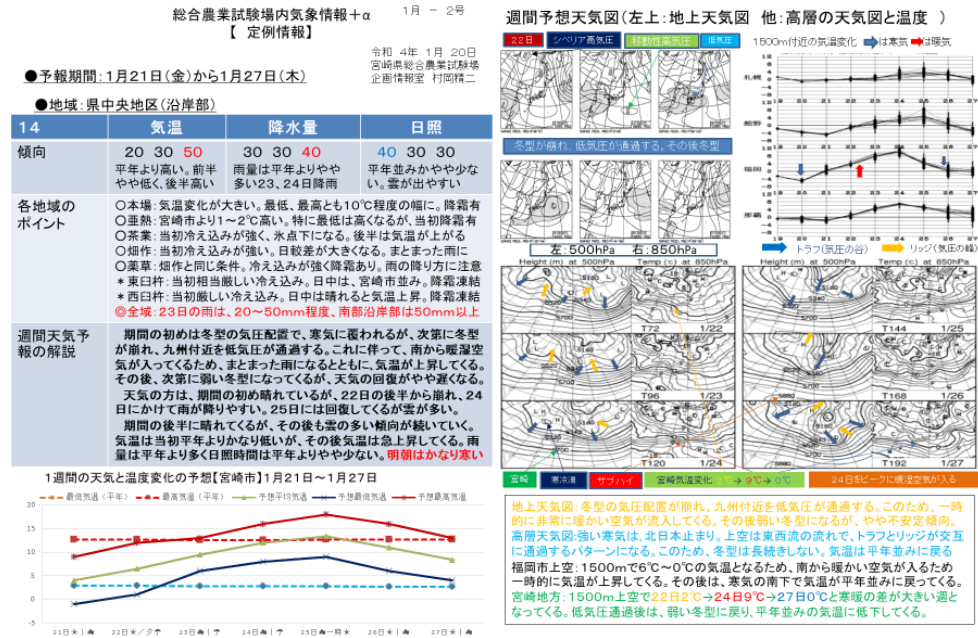 総合農業試験場内気象情報+α
【 定例情報】
1月 － 2号
令和 4年 1月 20日
宮崎県総合農業試験場
企画情報室 村岡精二
●予報期間：1月21日（金）から1月27日（木）
●地域：県中央地区（沿岸部）
14 気温 降水量 日照
傾向 20 30 50 30 30 40 40 30 30
平年より高い。前半やや低く、後半高い
雨量は平年よりやや多い23、24日降雨
平年並みかやや少ない。雲が出やすい
各地域のポイント
○本場：気温変化が大きい。最低、最高とも10℃程度の幅に。降霜有
○亜熱：宮崎市より1～2℃高い。特に最低は高くなるが、当初降霜有
○茶業：当初冷え込みが強く、氷点下になる。後半は気温が上がる
○畑作：当初冷え込みが強い。日較差が大きくなる。まとまった雨に
○薬草：畑作と同じ条件。冷え込みが強く降霜あり。雨の降り方に注意
＊東臼杵：当初相当厳しい冷え込み。日中は、宮崎市並み。降霜凍結
＊西臼杵：当初厳しい冷え込み。日中は晴れると気温上昇。降霜凍結
◎全域：23日の雨は、20～50mm程度、南部沿岸部は50mm以上
週間天気予報の解説
期間の初めは冬型の気圧配置で、寒気に覆われるが、次第に冬型
が崩れ、九州付近を低気圧が通過する。これに伴って、南から暖湿空
気が入ってくるため、まとまった雨になるとともに、気温が上昇してくる。
その後、次第に弱い冬型になってくるが、天気の回復がやや遅くなる。
天気の方は、期間の初め晴れているが、22日の後半から崩れ、24
日にかけて雨が降りやすい。25日には回復してくるが雲が多い。
期間の後半に晴れてくるが、その後も雲の多い傾向が続いていく。
気温は当初平年よりかなり低いが、その後気温は急上昇してくる。雨
量は平年より多く日照時間は平年よりやや少ない。明朝はかなり寒い
1週間の天気と温度変化の予想【宮崎市】1月21日～1月27日
最低気温（平年） 最高気温（平年） 予想平均気温 予想最低気温 予想最高気温
20
15
10
5
0
-5
21日☀｜☁ 22日☀／夕☂ 23日☁｜☂ 24日☁｜☂ 25日☁一時☀ 26日☀｜☁ 27日☀｜☁
週間予想天気図（左上：地上天気図 他：高層の天気図と温度 ）
22日 シベリア高気圧 移動性高気圧 低気圧
1500m付近の気温変化 は寒気 は暖気
冬型が崩れ、低気圧が通過する、その後冬型
札幌
館野
福岡
那覇
19 20 21 22 23 24 25 26 27
トラフ（気圧の谷） リッジ（気圧の峰）
左：500hPa 右：850hPa
Height (m) at 500hPa Temp (℃) at 850hPa Height (m) at 500hPa Temp (℃) at 850hPa
T72 1/22 T144 1/25
T96 1/23 T168 1/26
T120 1/24 T192 1/27
宮崎 寒冷渦 サブハイ 宮崎気温変化 2℃→9℃→0℃ 24日をピークに暖湿空気が入る
地上天気図：冬型の気圧配置が崩れ、九州付近を低気圧が通過する。このため、一時
的に非常に暖かい空気が流入してくる。その後弱い冬型になるが、やや不安定傾向。
高層天気図：強い寒気は、北日本止まり。上空は東西流の流れで、トラフとリッジが交互
に通過するパターンになる。このため、冬型は長続きしない。気温は平年並みに戻る
福岡市上空：1500mで6℃～0℃の気温となるため、南から暖かい空気が入るため
一時的に気温が上昇してくる。その後は、寒気の南下で気温が平年並みに戻ってくる。
宮崎地方：1500m上空で22日2℃→24日9℃→27日0℃と寒暖の差が大きい週と
なってくる。低気圧通過後は、弱い冬型に戻り、平年並みの気温に低下してくる。